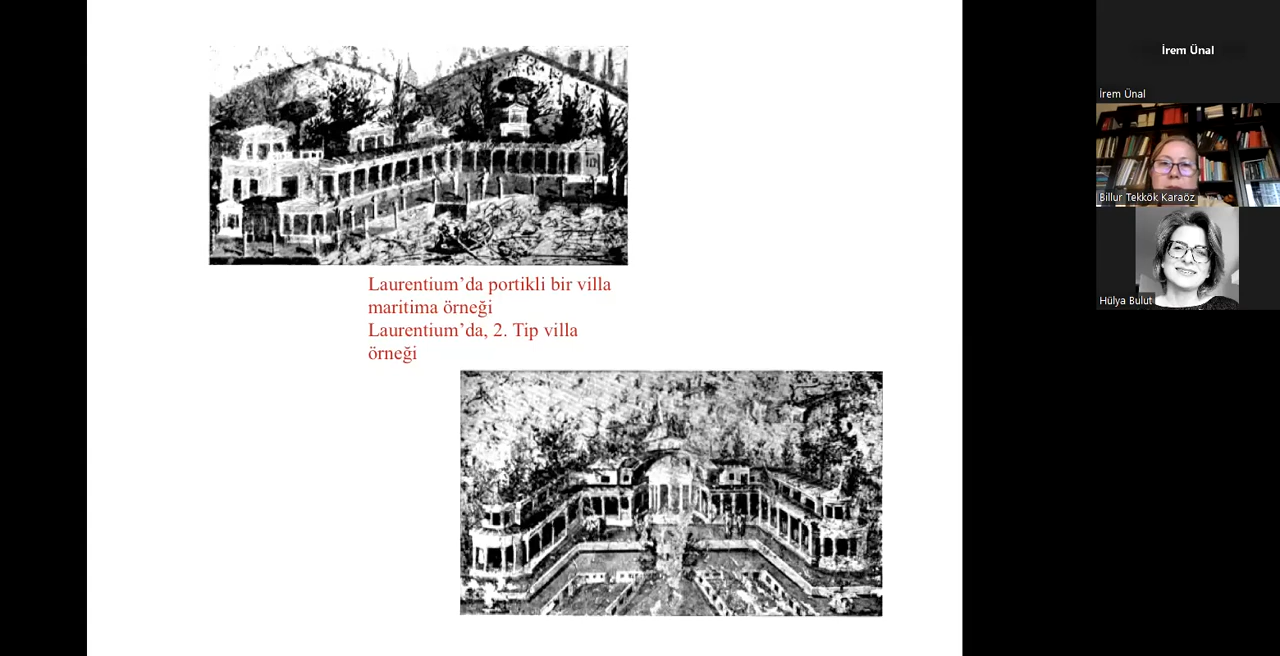 Laurentium’da portikli bir villa
maritima örneği
Laurentium’da, 2. Tip villa
örneği
İrem Ünal
İrem Ünal
Billur Tekkök Karaöz
Hülya Bulut